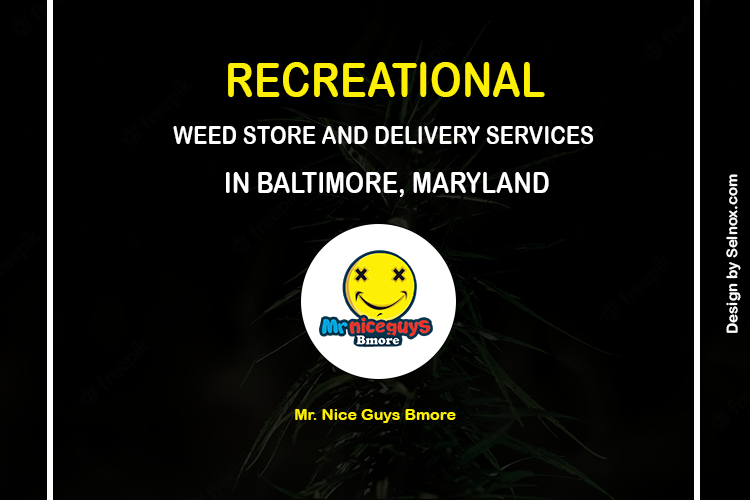 RECREATIONAL
WEED STORE AND DELIVERY SERVICES
IN BALTIMORE, MARYLAND
Mr niceguys
Bmore
Mr. Nice Guys Bmore
Design by Selnox.com